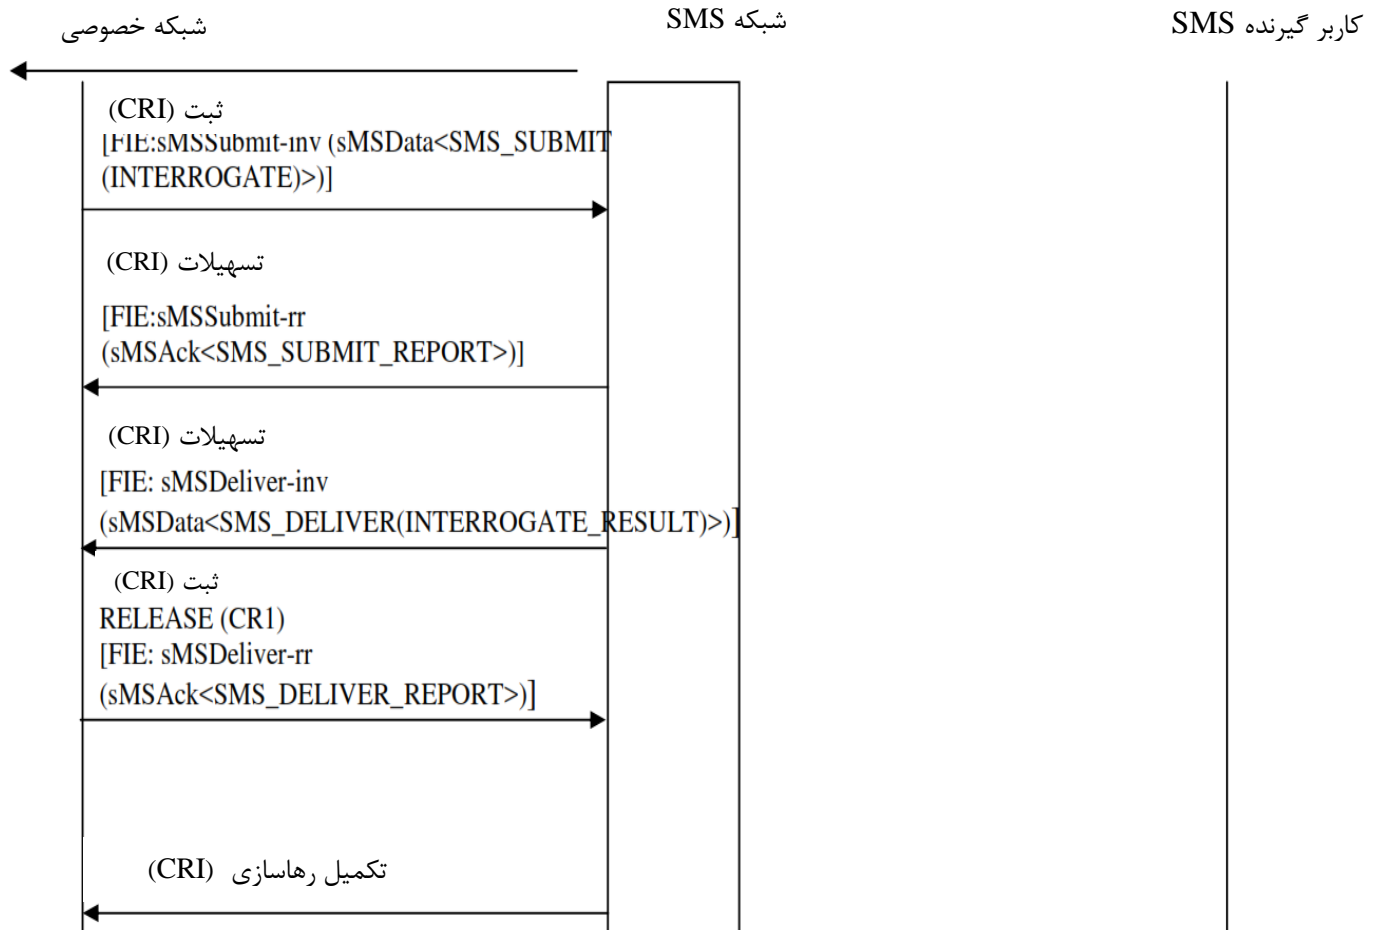 شبکه خصوصی
شبکه SMS
کاربر گیرنده SMS
ثبت (CRI)
[FIE:sMSSubmit-inv (sMSData<SMS_SUBMIT
(INTERROGATE)>)]
تسهیلات (CRI)
[FIE:sMSSubmit-rr
(sMSAck<SMS_SUBMIT_REPORT>)]
تسهیلات (CRI)
[FIE: sMSDeliver-inv
(sMSData<SMS_DELIVER(INTERROGATE_RESULT)>)]
ثبت (CRI)
RELEASE (CR1)
[FIE: sMSDeliver-rr
(sMSAck<SMS_DELIVER_REPORT>)]
تکمیل رهاسازی (CRI)